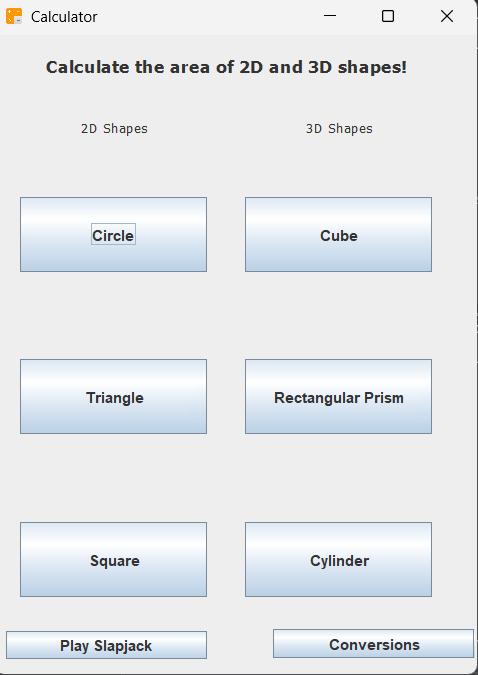 Calculator
Calculate the area of 2D and 3D shapes!
2D Shapes 3D Shapes
Circle Cube
Triangle Rectangular Prism
Square Cylinder
Play Slapjack Conversions